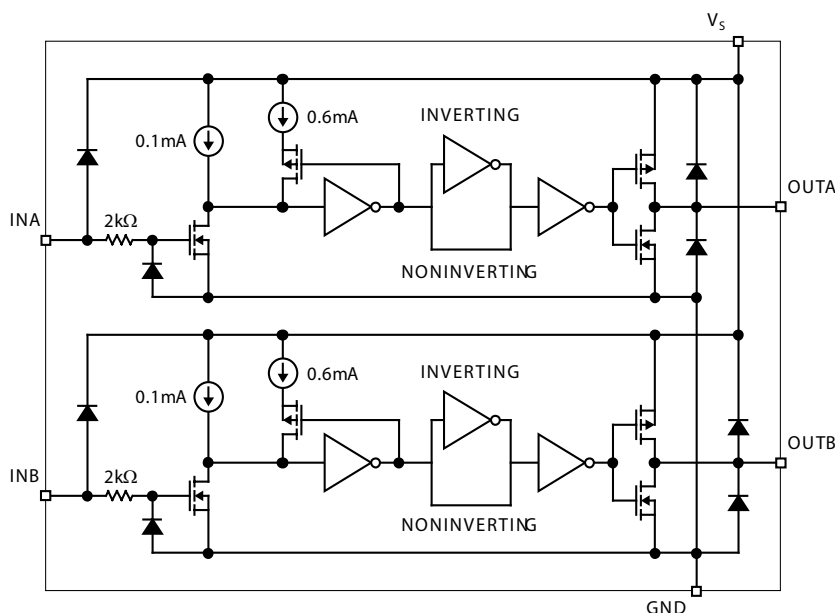 VS
0.1mA
0.6mA
INVERTING
OUTA
INA
2kΩ
NONINVERTING
0.1mA
0.6mA
INVERTING
OUTB
INB
2kΩ
NONINVERTING
GND